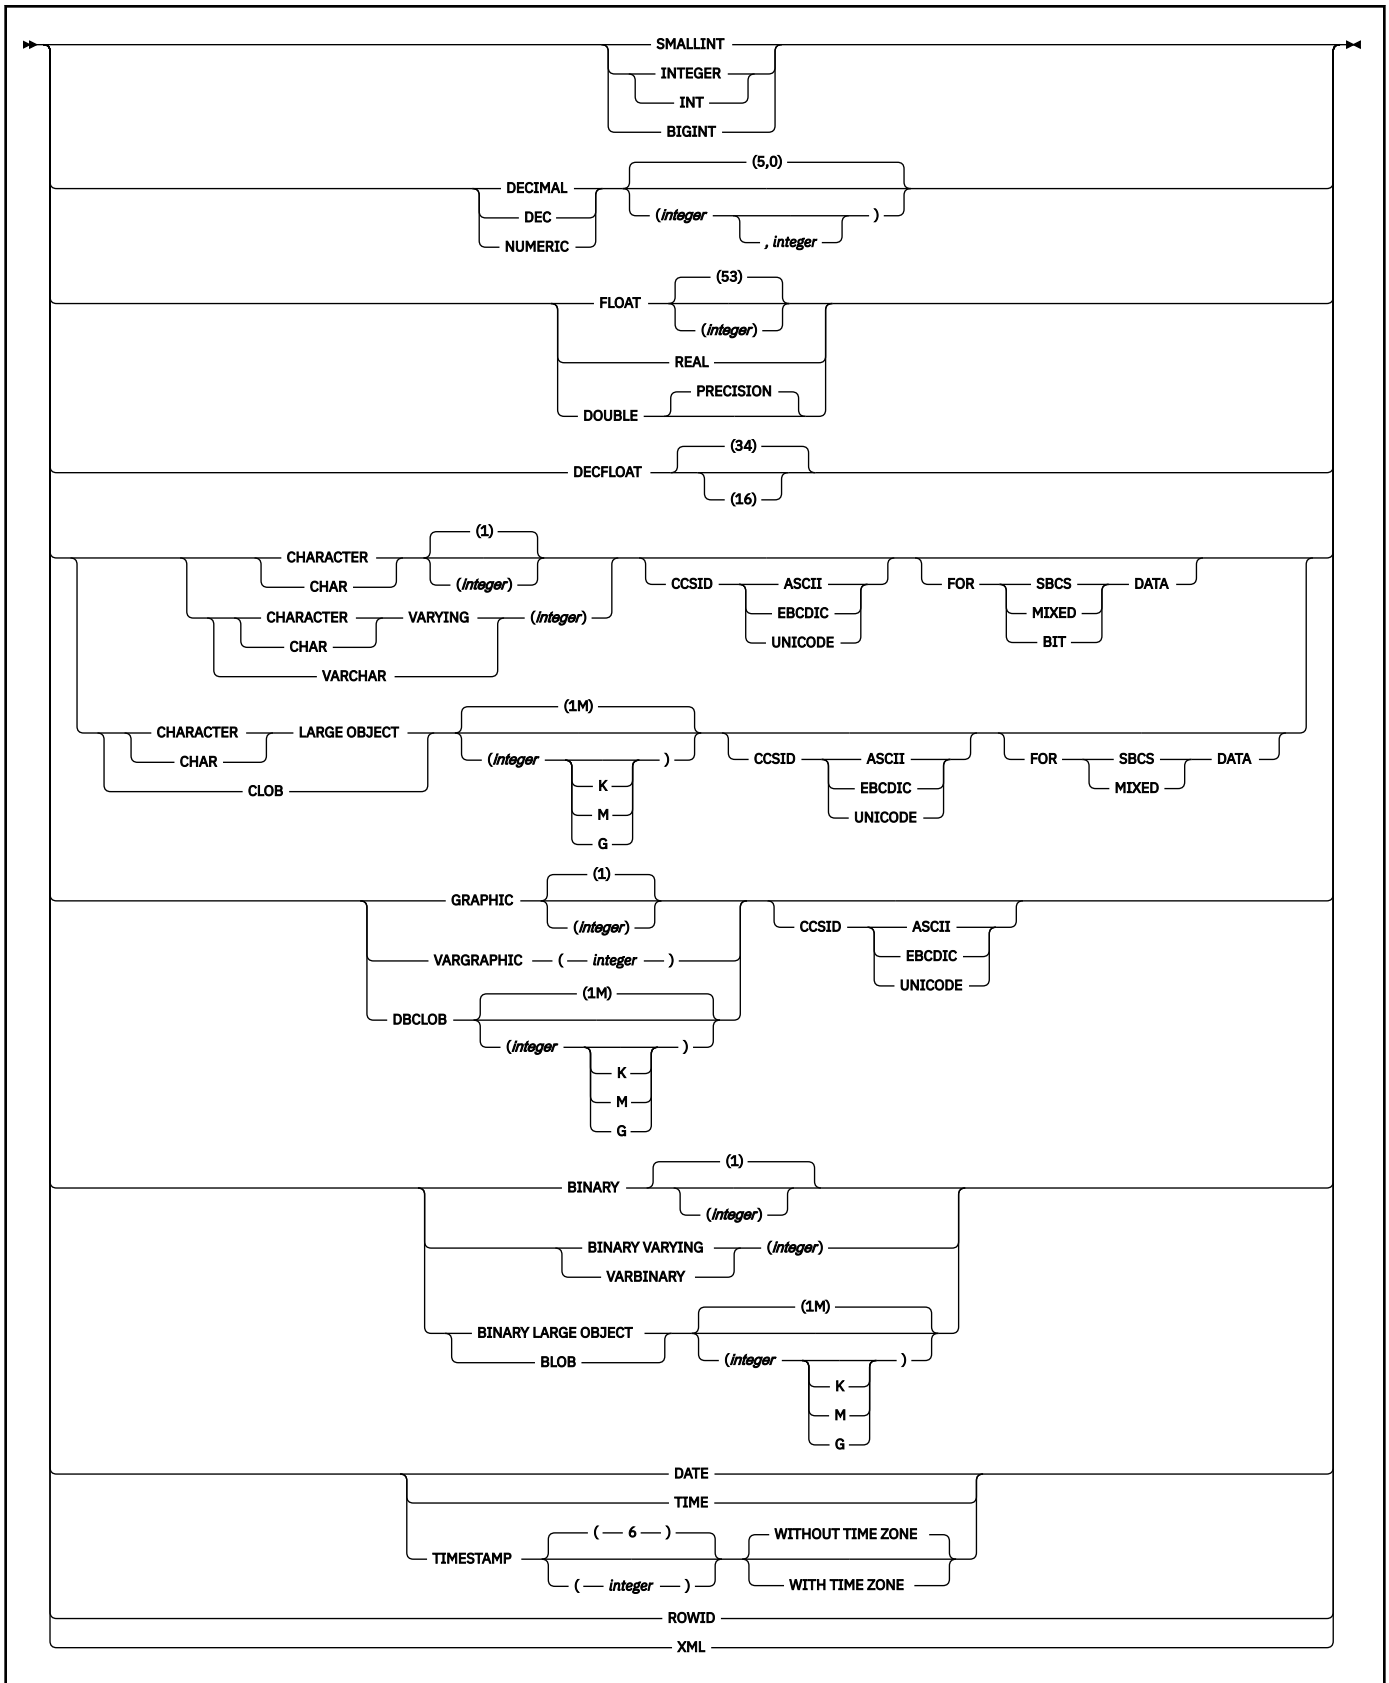 SMALLINT
INTEGER
INT
BIGINT
(5,0)
DECIMAL
DEC (integer )
NUMERIC , integer
(53)
FLOAT
(integer)
REAL
PRECISION
DOUBLE
(34)
DECFLOAT
(16)
(1)
CHARACTER
CHAR (integer) CCSID ASCII FOR SBCS DATA
CHARACTER VARYING (integer) EBCDIC MIXED
CHAR UNICODE BIT
VARCHAR
(1M)
CHARACTER LARGE OBJECT
CHAR (integer ) CCSID ASCII FOR SBCS DATA
CLOB K EBCDIC MIXED
M UNICODE
G
(1)
GRAPHIC
(integer) CCSID ASCII
VARGRAPHIC ( integer ) EBCDIC
UNICODE
(1M)
DBCLOB
(integer )
K
M
G
(1)
BINARY
(integer)
BINARY VARYING (integer)
VARBINARY
(1M)
BINARY LARGE OBJECT
BLOB (integer )
K
M
G
DATE
TIME
( 6 ) WITHOUT TIME ZONE
TIMESTAMP
( integer ) WITH TIME ZONE
ROWID
XML